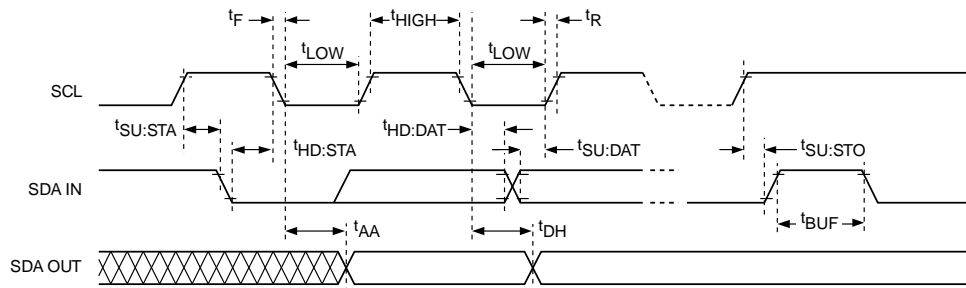 tF
tHIGH
tR
tLOW
tLOW
SCL
tSU:STA
tHD:STA
tHD:DAT
tSU:DAT
tSU:STO
SDA IN
tAA
tDH
tBUF
SDA OUT